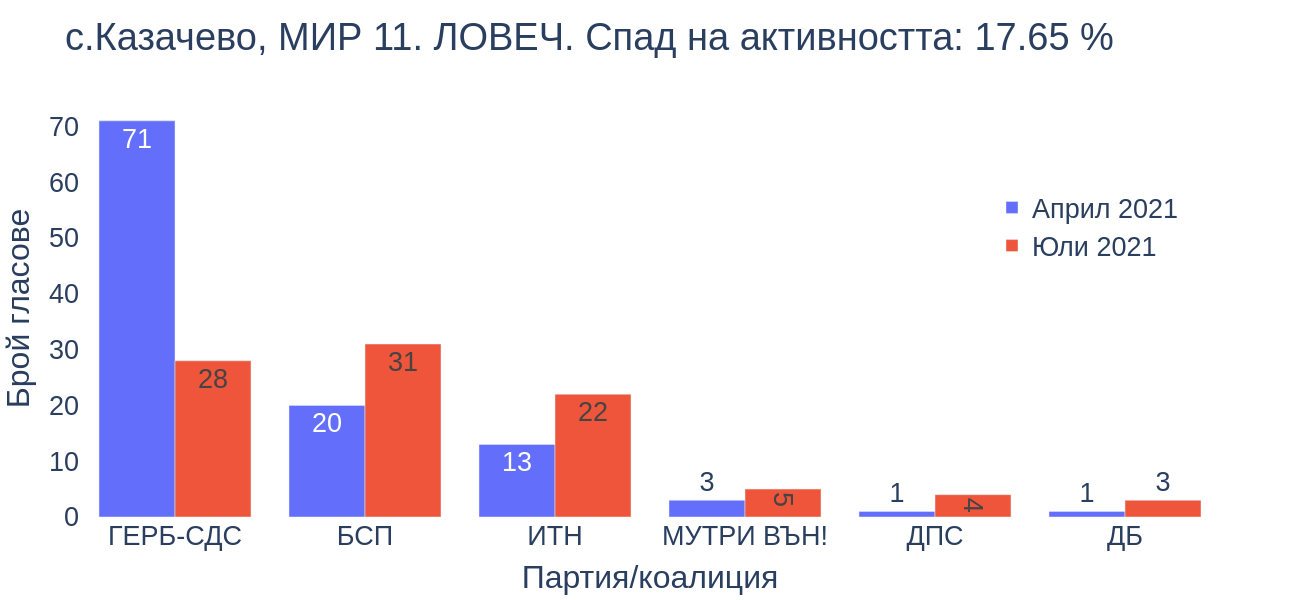 с.Казачево, МИР 11. ЛОВЕЧ. Спад на активността: 17.65 %
Брой гласове
70
60
50
40
30
20
10
0
71
28
20
31
13
22
3
5
1
4
1
3
Април 2021
Юли 2021
ГЕРБ-СДС
БСП
ИТН
МУТРИ ВЪН!
ДПС
ДБ
Партия/коалиция